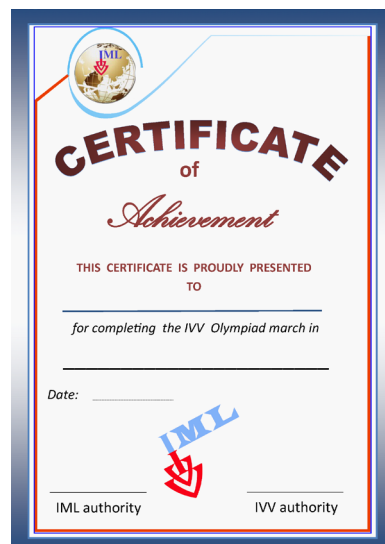 IML
CERTIFICATE
of
Achievement
THIS CERTIFICATE IS PROUDLY PRESENTED
TO
for completing the IVV Olympiad march in
Date:
IML
IML authority IVV authority